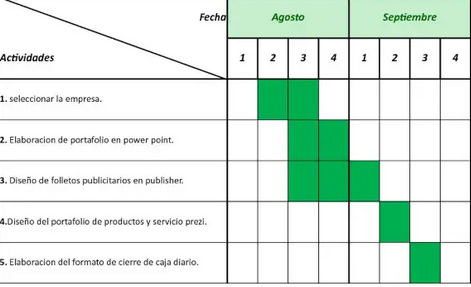 Fecha Agosto Septiembre
Actividades 1 2 3 4 1 2 3 4
1. seleccionar la empresa.
2. Elaboracion de portafolio en power point.
3. Diseño de folletos publicitarios en publisher.
4.Diseño del portafolio de productos y servicio prezi.
5. Elaboracion del formato de cierre de caja diario.